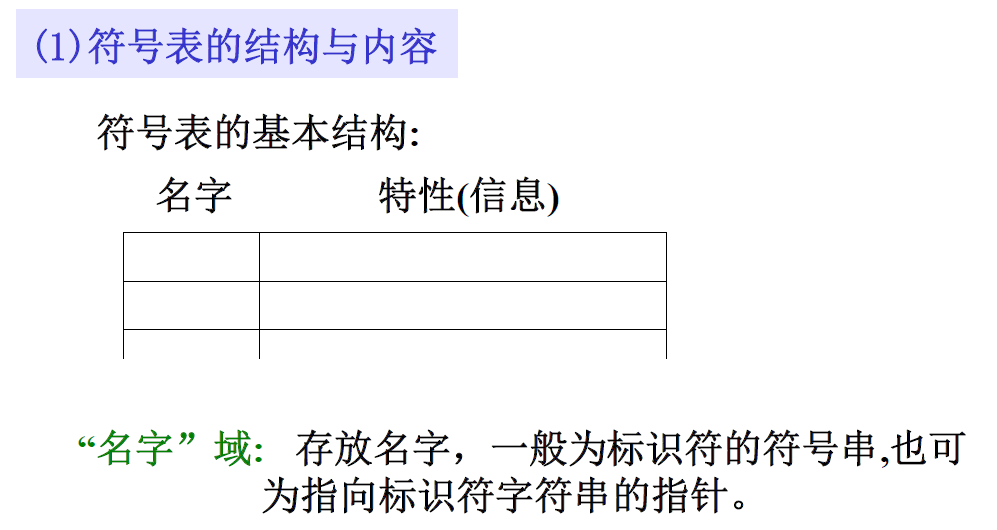 (1)符号表的结构与内容
符号表的基本结构:
名字 特性(信息)
“名字”域: 存放名字，一般为标识符的符号串,也可
为指向标识符字符串的指针。